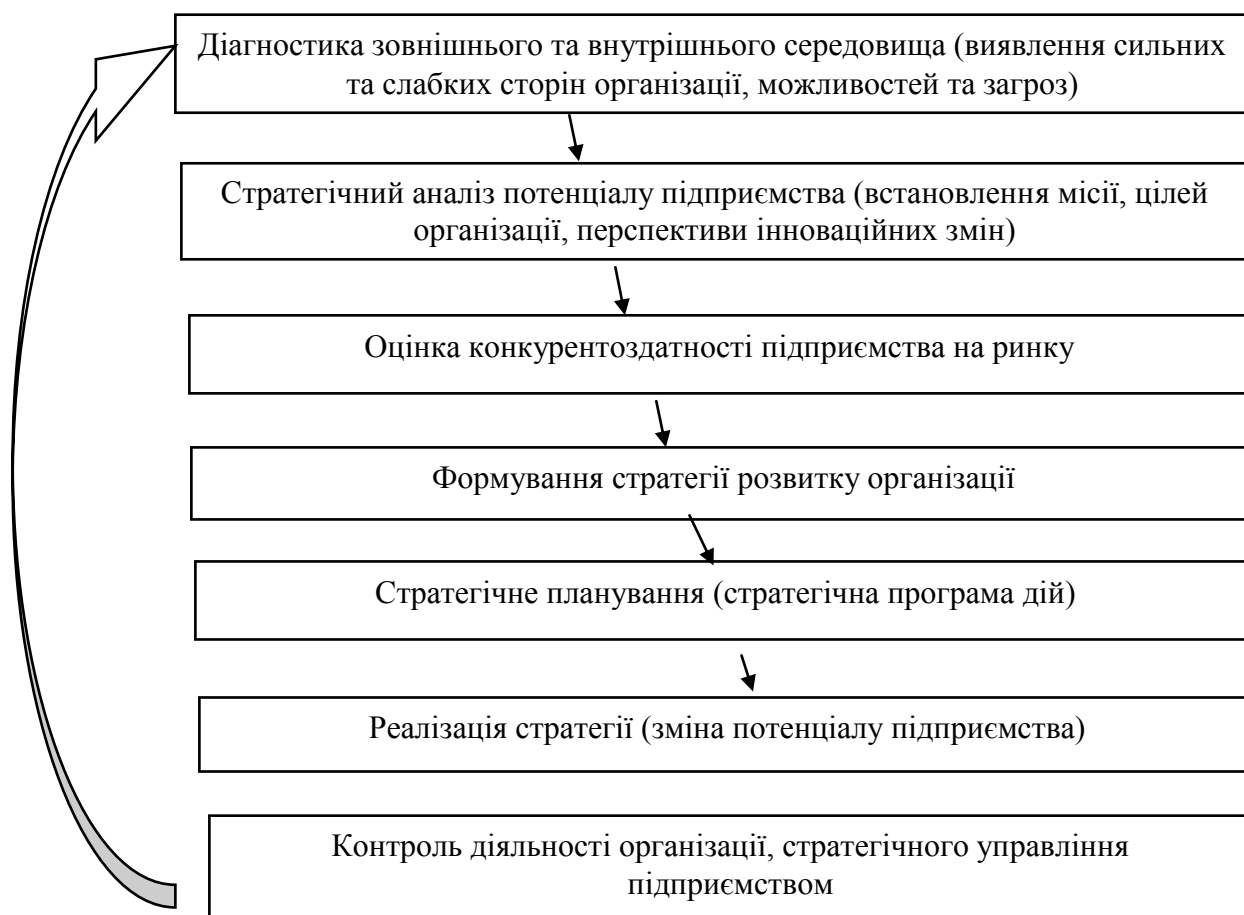 Діагностика зовнішнього та внутрішнього середовища (виявлення сильних
та слабких сторін організації, можливостей та загроз)
Стратегічний аналіз потенціалу підприємства (встановлення місії, цілей
організації, перспективи інноваційних змін)
Оцінка конкурентоздатності підприємства на ринку
Формування стратегії розвитку організації
Стратегічне планування (стратегічна програма дій)
Реалізація стратегії (зміна потенціалу підприємства)
Контроль діяльності організації, стратегічного управління
підприємством